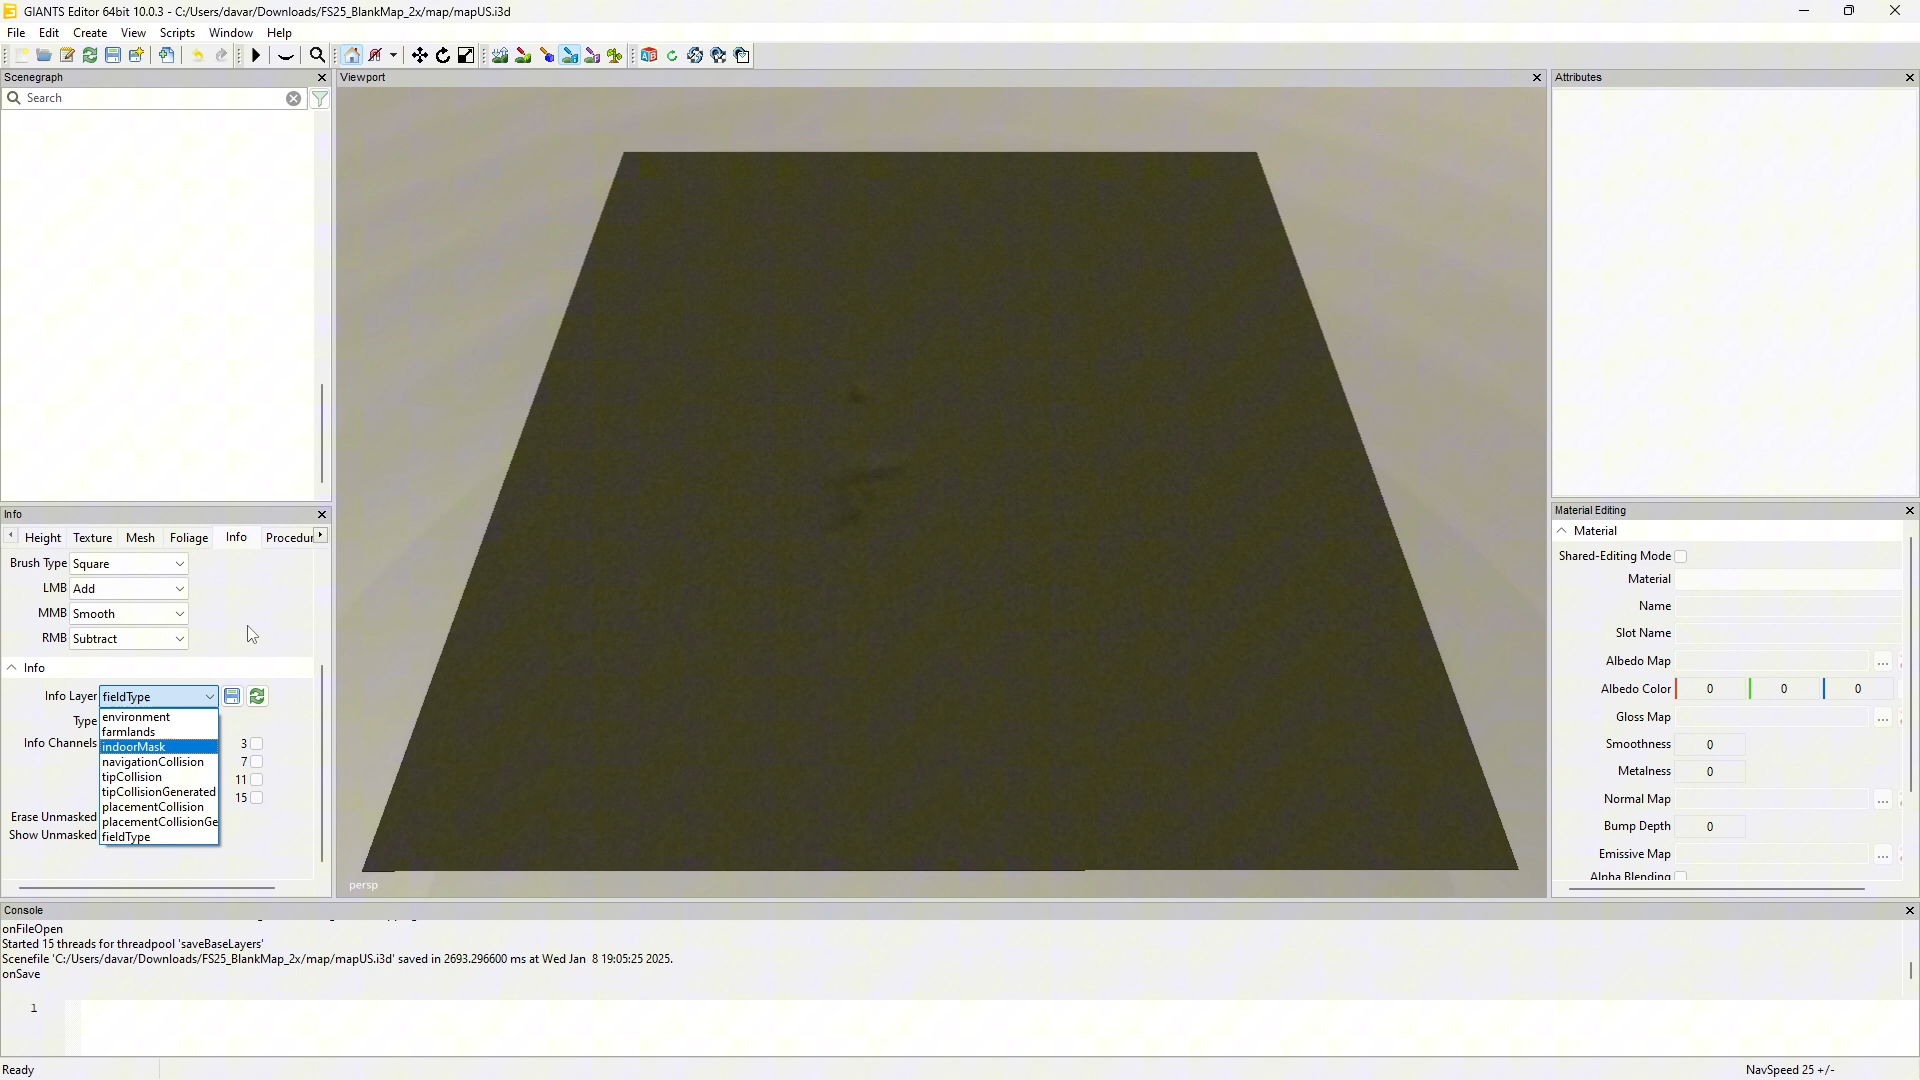 GIANTS Editor 64bit 10.0.3 - C:/Users/davar/Downloads/FS25_BlankMap_2x/map/mapUS.i3d
File Edit Create View Scripts Window Help
Scenegraph
Search
Viewport
persp
Attributes
Info
Height Texture Mesh Foliage Info Procedur
Brush Type Square
LMB Add
MMB Smooth
RMB Subtract
Info
Info Layer fieldType
Type
Info Channels
environment
farmlands
indoorMask
navigationCollision
tipCollision
tipCollisionGenerated
placementCollision
placementCollisionGe
fieldType
3
7
11
15
Erase Unmasked
Show Unmasked
Material Editing
Material
Shared-Editing Mode
Material
Name
Slot Name
Albedo Map ...
Albedo Color 0 0 0
Gloss Map ...
Smoothness 0
Metalness 0
Normal Map ...
Bump Depth 0
Emissive Map ...
Alpha Blending
Console
onFileOpen
Started 15 threads for threadpool 'saveBaseLayers'
Scenefile 'C:/Users/davar/Downloads/FS25_BlankMap_2x/map/mapUS.i3d' saved in 2693.296600 ms at Wed Jan 8 19:05:25 2025.
onSave
1
Ready
NavSpeed 25 +/-